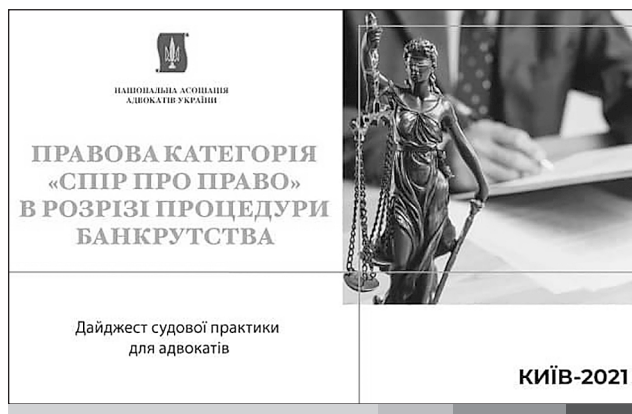 НАЦІОНАЛЬНА АСОЦІАЦІЯ
АДВОКАТІВ УКРАЇНИ
ПРАВОВА КАТЕГОРІЯ
«СПІР ПРО ПРАВО»
В РОЗРІЗІ ПРОЦЕДУРИ
БАНКРУТСТВА
Дайджест судової практики
для адвокатів
КИЇВ-2021